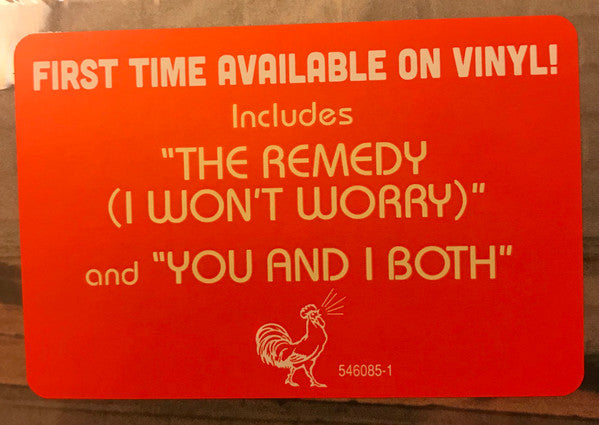 FIRST TIME AVAILABLE ON VINYL!
Includes
"THE REMEDY
(I WON'T WORRY)"
and "YOU AND I BOTH"
546085-1